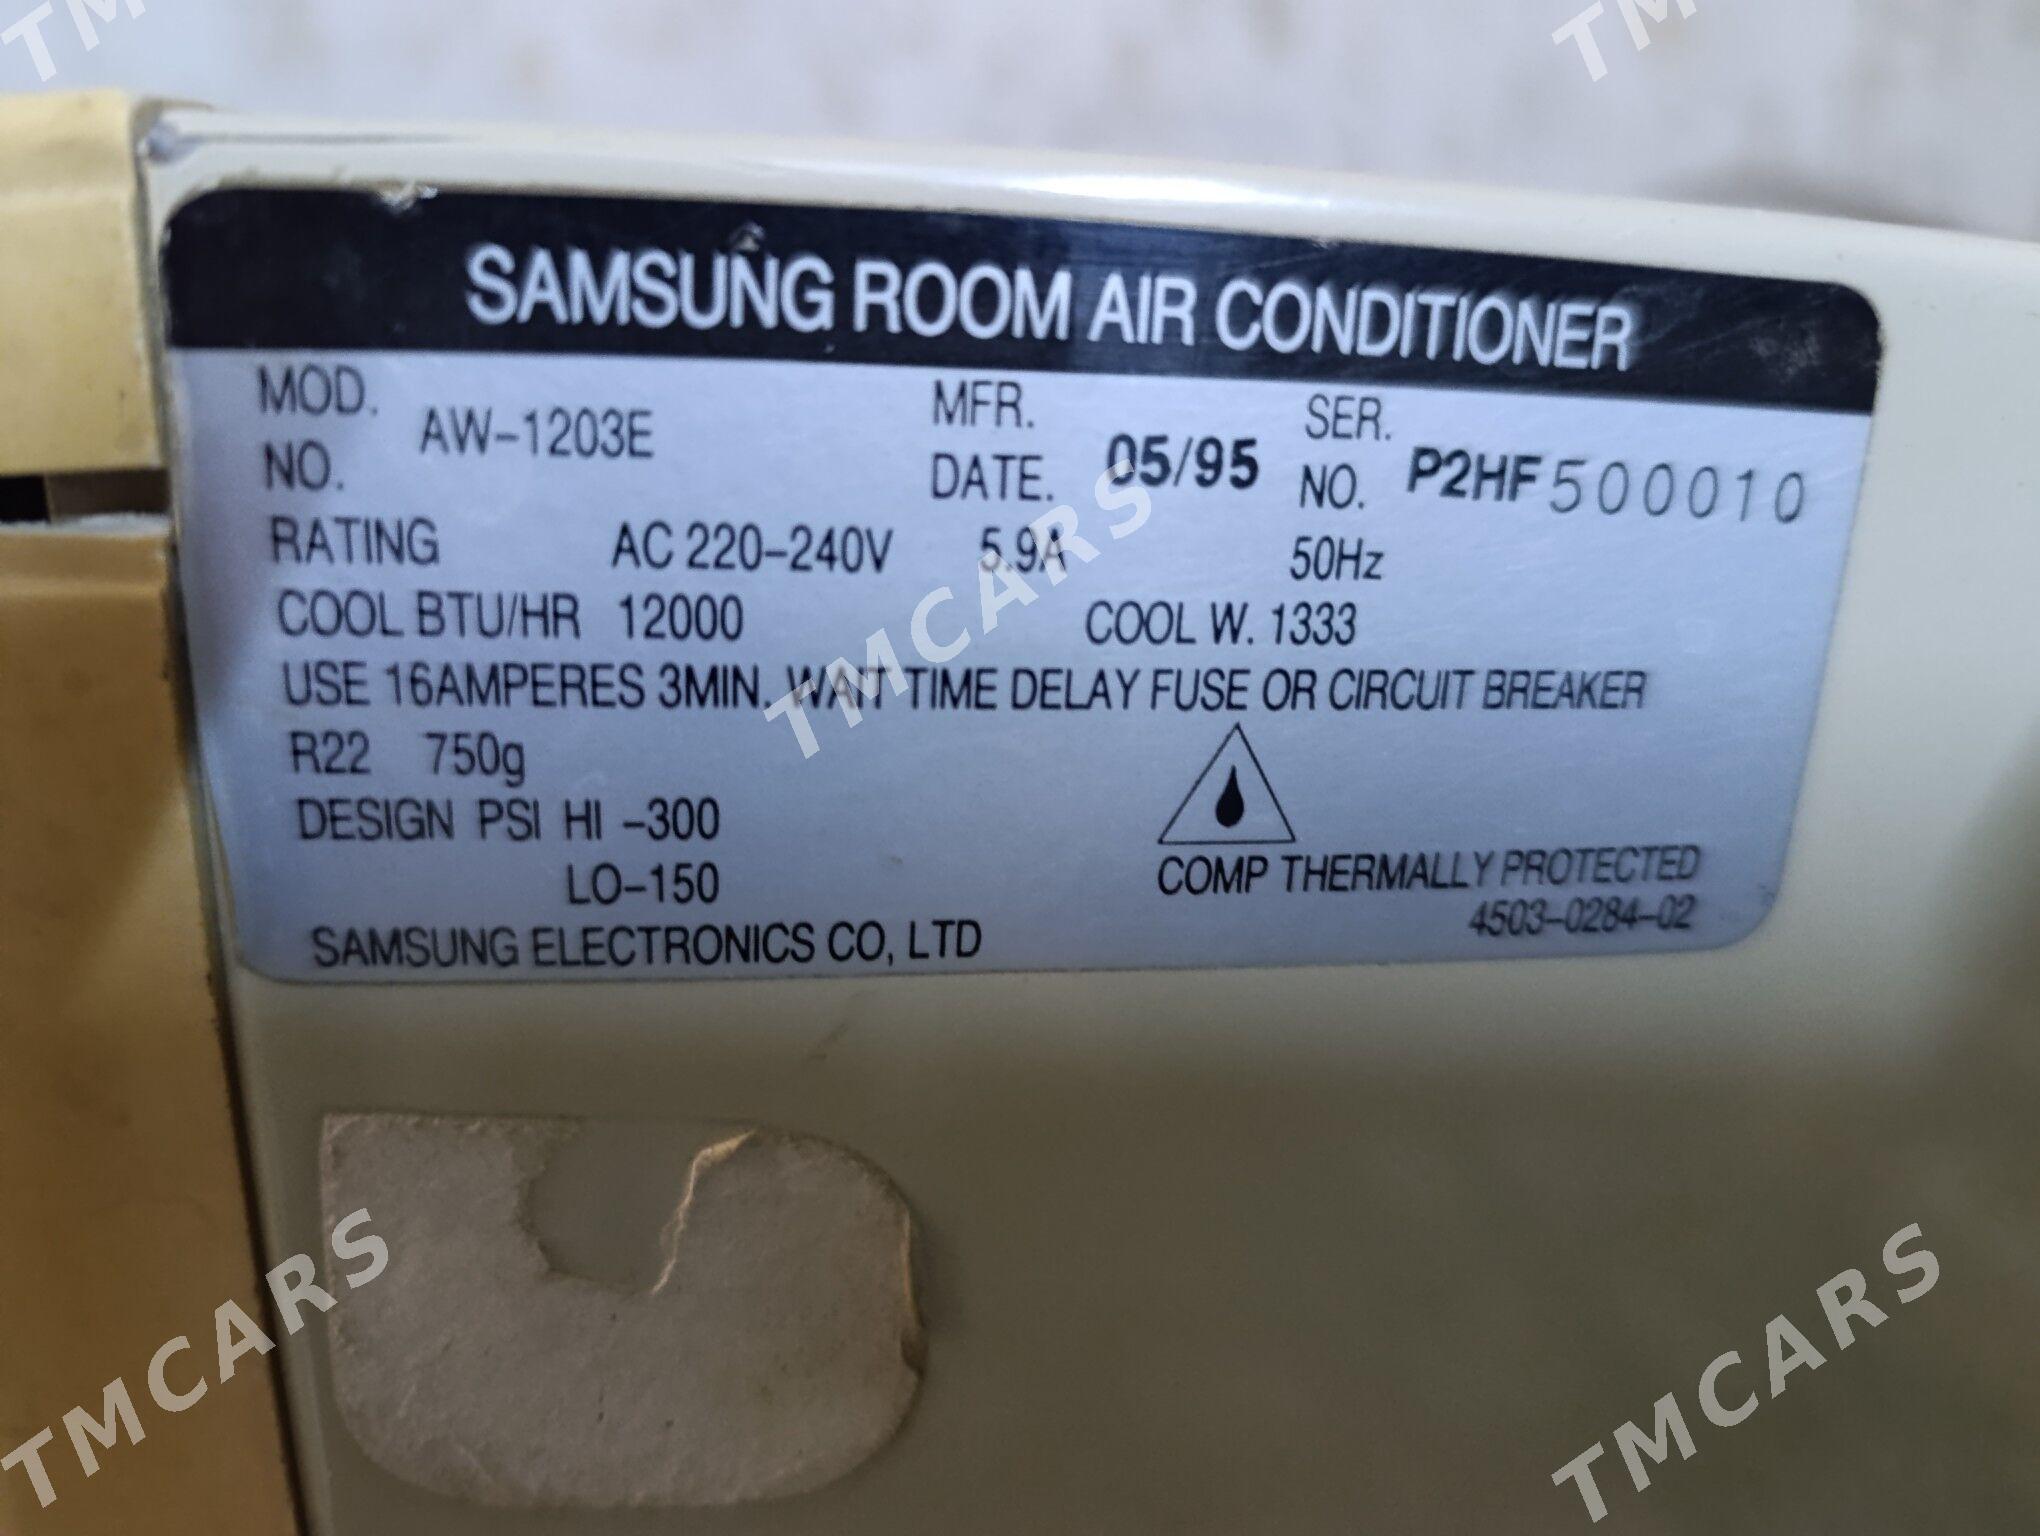 SAMSUNG ROOM AIR CONDITIONER
MOD. NO. AW-1203E MFR. DATE. 05/95 SER. NO. P2HF500010
RATING AC 220-240V 5.9A 50Hz
COOL BTU/HR 12000 COOL W. 1333
USE 16AMPERES 3MIN. WAIT TIME DELAY FUSE OR CIRCUIT BREAKER
R22 750g
DESIGN PSI HI -300
LO-150
COMP THERMALLY PROTECTED
4503-0284-02
SAMSUNG ELECTRONICS CO, LTD
TMCARS
TMCARS
TMCARS